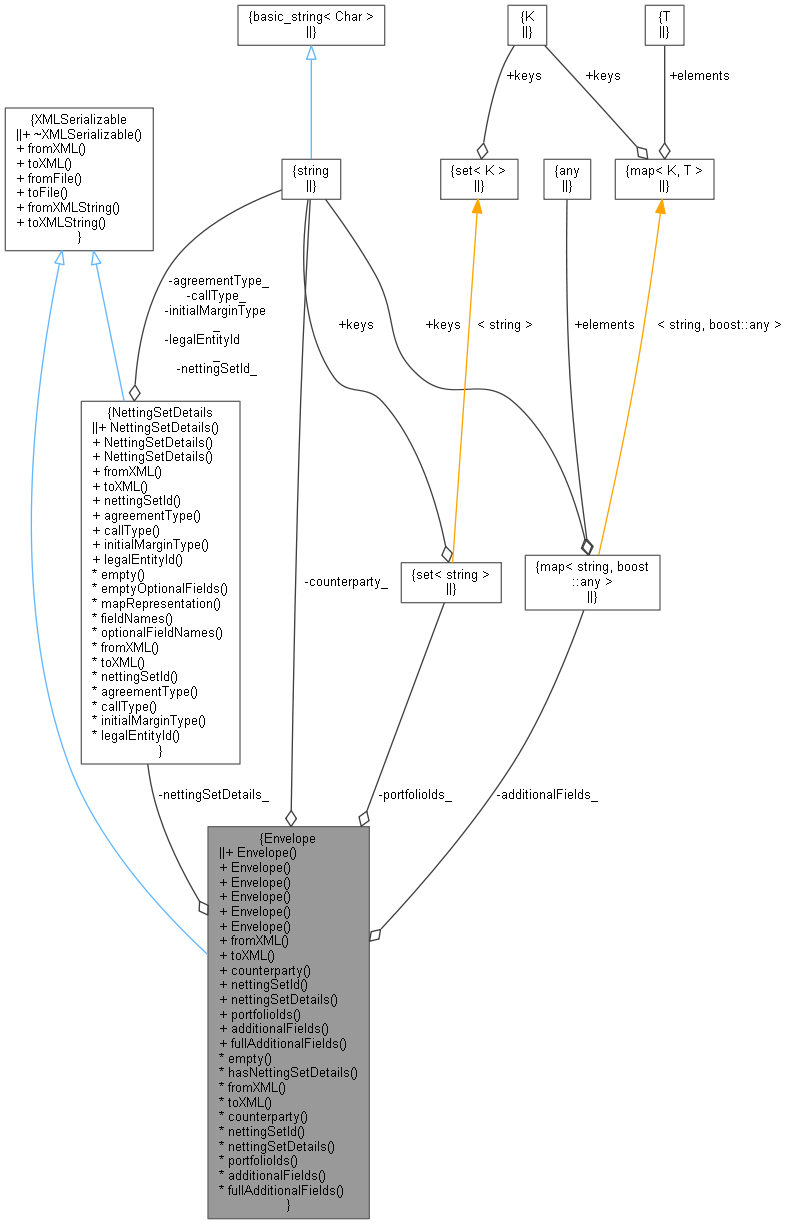 {basic_string< Char >
||}
{K
||}
{T
||}
+keys
+keys
+elements
{XMLSerializable
||+ ~XMLSerializable()
+ fromXML()
+ toXML()
+ fromFile()
+ toFile()
+ fromXMLString()
+ toXMLString()
}
{string
||}
{set< K >
||}
{any
||}
{map< K, T >
||}
-agreementType_
-callType_
-initialMarginType
_
-legalEntityId
_
-nettingSetId_
+keys
+keys
< string >
+elements
< string, boost::any >
{NettingSetDetails
||+ NettingSetDetails()
+ NettingSetDetails()
+ NettingSetDetails()
+ fromXML()
+ toXML()
+ nettingSetId()
+ agreementType()
+ callType()
+ initialMarginType()
+ legalEntityId()
* empty()
* emptyOptionalFields()
* mapRepresentation()
* fieldNames()
* optionalFieldNames()
* fromXML()
* toXML()
* nettingSetId()
* agreementType()
* callType()
* initialMarginType()
* legalEntityId()
}
-counterparty_
{set< string >
||}
{map< string, boost
::any >
||}
-nettingSetDetails_
-portfolioIds_
-additionalFields_
{Envelope
||+ Envelope()
+ Envelope()
+ Envelope()
+ Envelope()
+ Envelope()
+ Envelope()
+ fromXML()
+ toXML()
+ counterparty()
+ nettingSetId()
+ nettingSetDetails()
+ portfolioIds()
+ additionalFields()
+ fullAdditionalFields()
* empty()
* hasNettingSetDetails()
* fromXML()
* toXML()
* counterparty()
* nettingSetId()
* nettingSetDetails()
* portfolioIds()
* additionalFields()
* fullAdditionalFields()
}